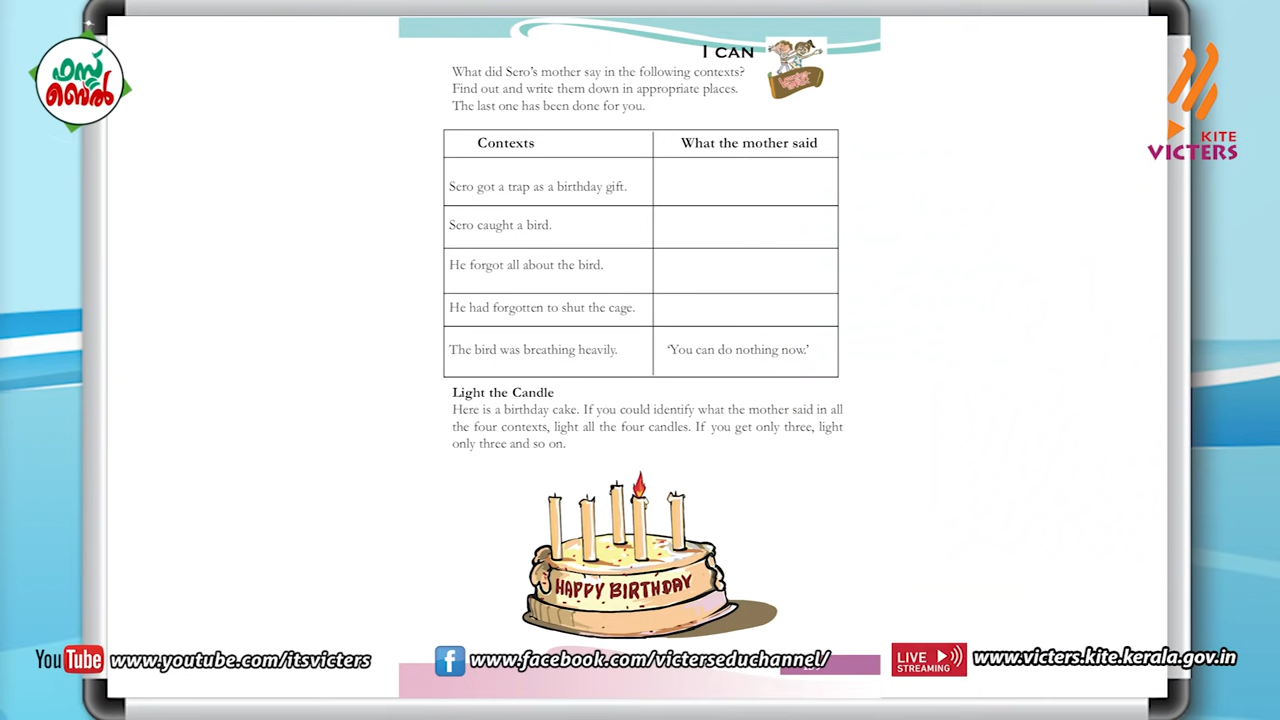 ഫസ്റ്റ്
ബെൽ
I CAN
KITE
VICTERS
What did Sero's mother say in the following contexts?
Find out and write them down in appropriate places.
The last one has been done for you.
Contexts
What the mother said
Sero got a trap as a birthday gift.
Sero caught a bird.
He forgot all about the bird.
He had forgotten to shut the cage.
The bird was breathing heavily.
‘You can do nothing now.’
Light the Candle
Here is a birthday cake. If you could identify what the mother said in all
the four contexts, light all the four candles. If you get only three, light
only three and so on.
HAPPY BIRTHDAY
YouTube www.youtube.com/itsvicters
f www.facebook.com/victerseduchannel/
LIVE
STREAMING
www.victers.kite.kerala.gov.in